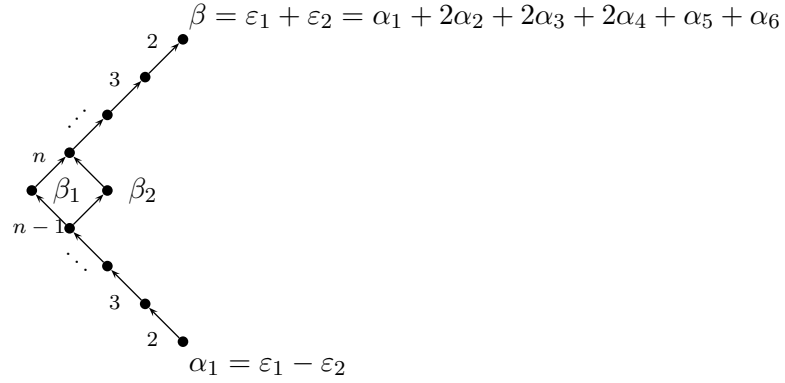 2 β = ε₁ + ε₂ = α₁ + 2α₂ + 2α₃ + 2α₄ + α₅ + α₆
3
⋰
n
β₁ β₂
n − 1
⋱
3
2
α₁ = ε₁ − ε₂